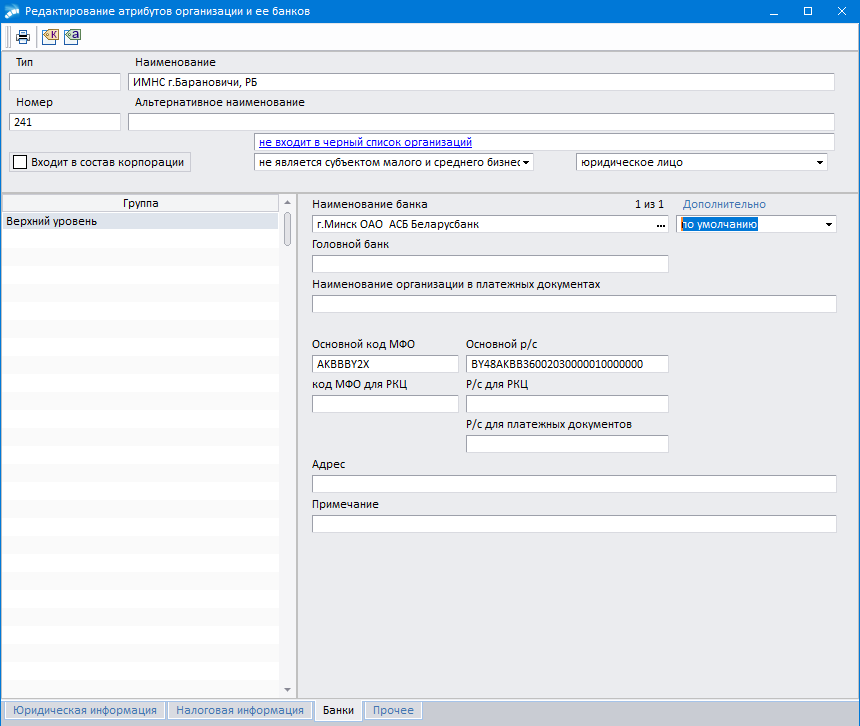 Редактирование атрибутов организации и ее банков
Тип Наименование
ИМНС г.Барановичи, РБ
Номер Альтернативное наименование
241
не входит в черный список организаций
Входит в состав корпорации не является субъектом малого и среднего бизнес юридическое лицо
Группа
Верхний уровень
Наименование банка 1 из 1 Дополнительно
г.Минск ОАО АСБ Беларусбанк ... по умолчанию
Головной банк
Наименование организации в платежных документах
Основной код МФО Основной р/с
AKBBBY2X BY48AKBB36002030000010000000
код МФО для РКЦ Р/с для РКЦ
Р/с для платежных документов
Адрес
Примечание
Юридическая информация Налоговая информация Банки Прочее